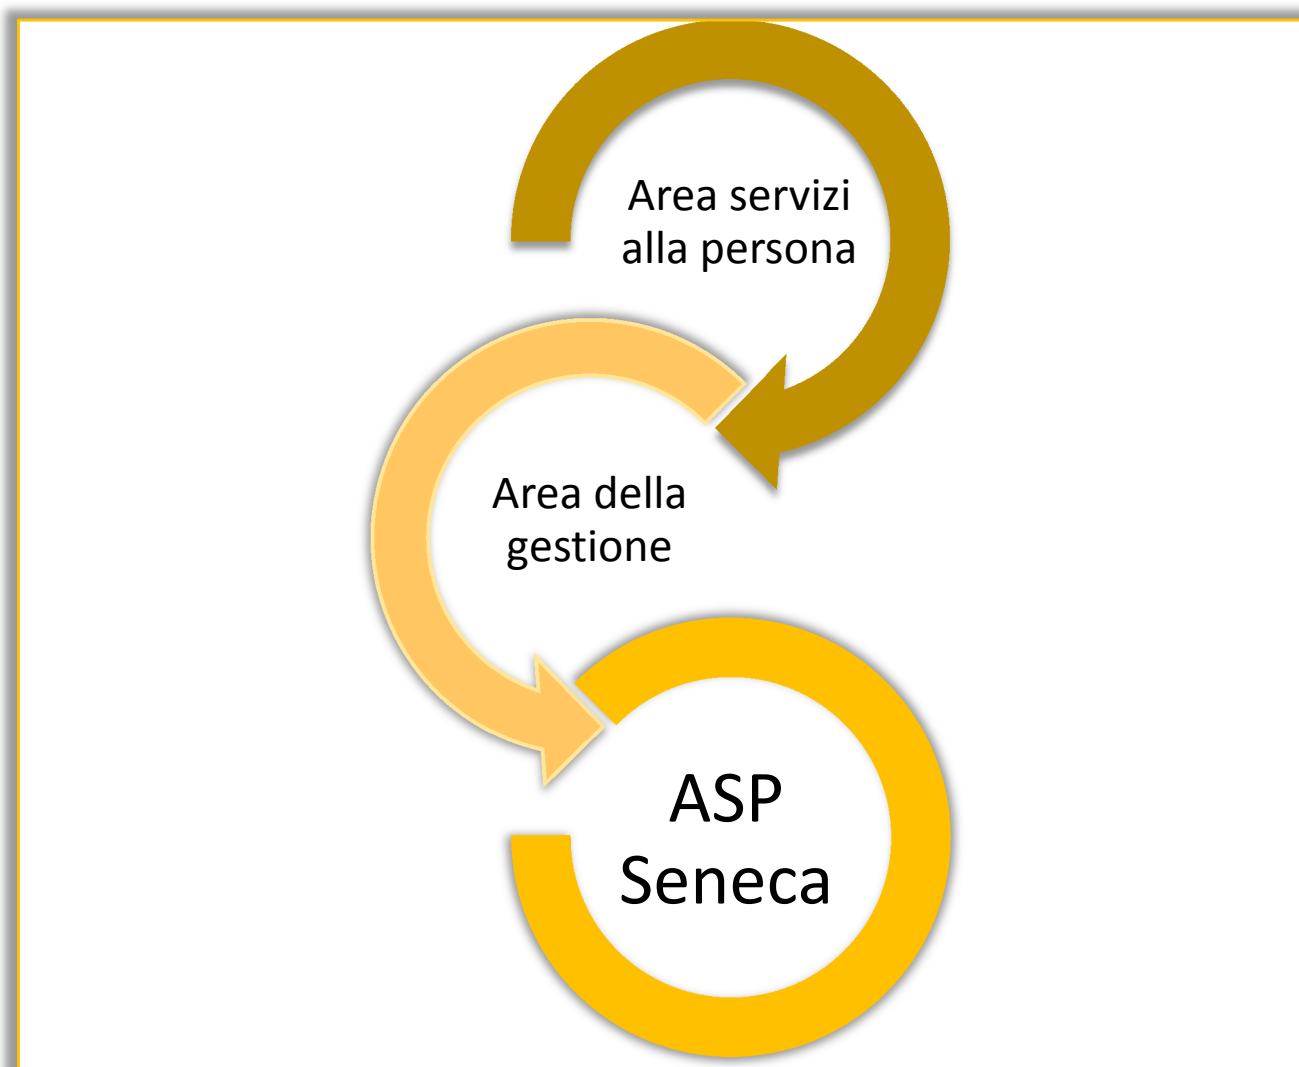 Area servizi
alla persona
Area della
gestione
ASP
Seneca